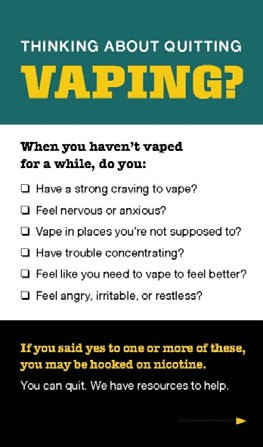 THINKING ABOUT QUITTING
VAPING?
When you haven't vaped
for a while, do you:
❑ Have a strong craving to vape?
❑ Feel nervous or anxious?
❑ Vape in places you're not supposed to?
❑ Have trouble concentrating?
❑ Feel like you need to vape to feel better?
❑ Feel angry, irritable, or restless?
If you said yes to one or more of these,
you may be hooked on nicotine.
You can quit. We have resources to help.